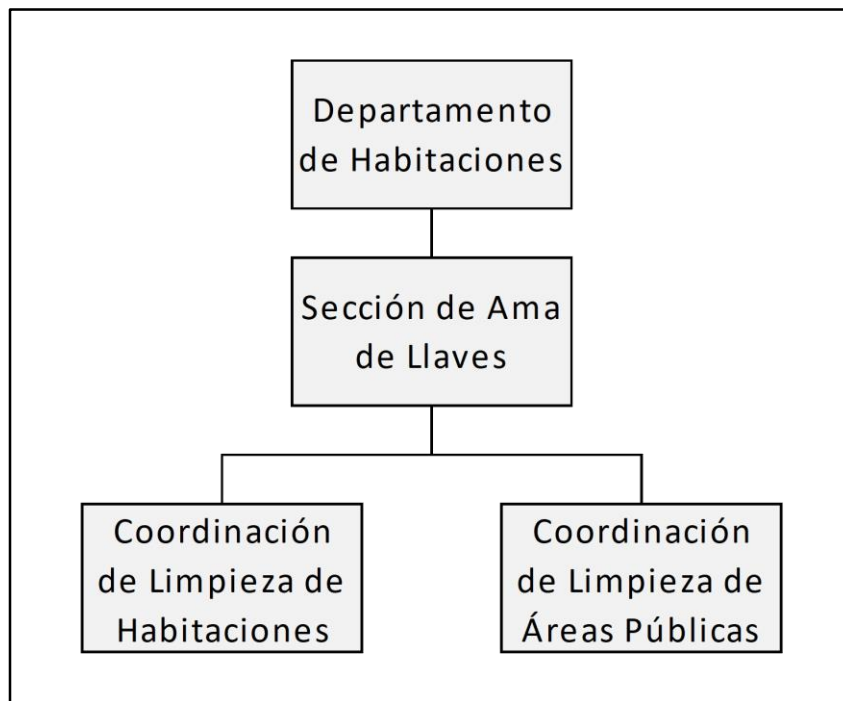 Departamento
de Habitaciones
Sección de Ama
de Llaves
Coordinación
de Limpieza de
Habitaciones
Coordinación
de Limpieza de
Áreas Públicas